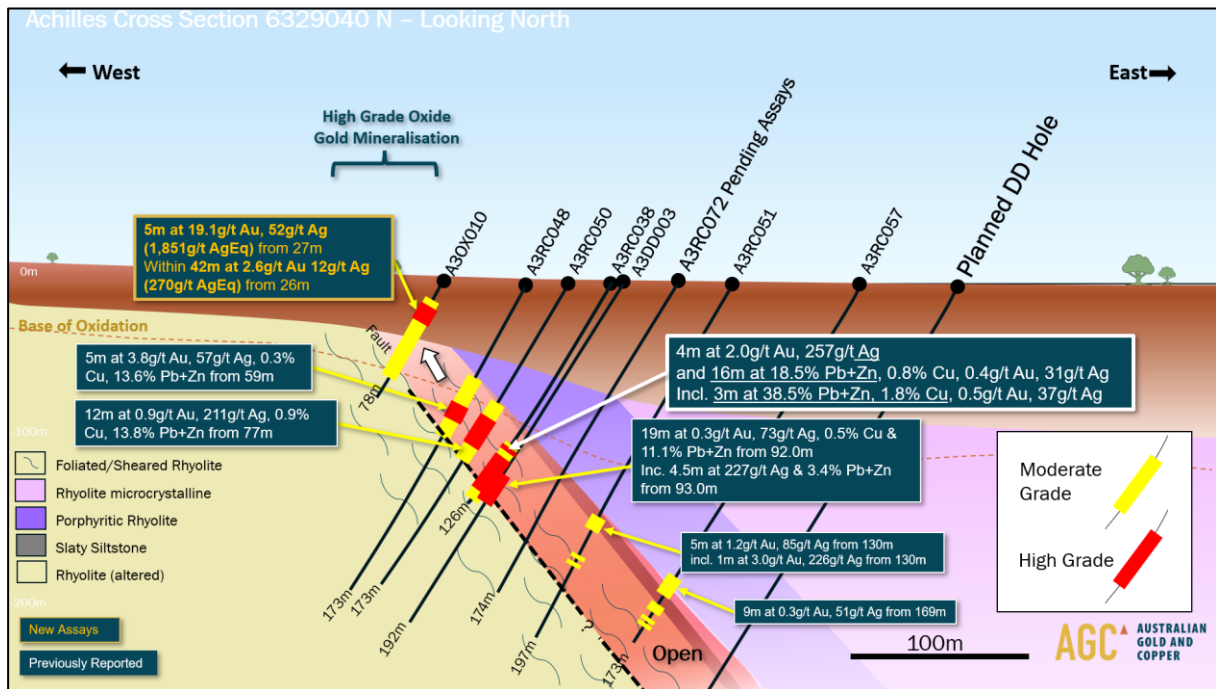 Achilles Cross Section 6329040 N – Looking North
West
East
High Grade Oxide
Gold Mineralisation
5m at 19.1g/t Au, 52g/t Ag
(1,851g/t AgEq) from 27m
Within 42m at 2.6g/t Au 12g/t Ag
(270g/t AgEq) from 26m
A3OX010
A3RC048
A3RC050
A3RC038
A3DD003
A3RC072 Pending Assays
A3RC051
A3RC057
Planned DD Hole
0m
Base of Oxidation
Fault
5m at 3.8g/t Au, 57g/t Ag, 0.3%
Cu, 13.6% Pb+Zn from 59m
4m at 2.0g/t Au, 257g/t Ag
and 16m at 18.5% Pb+Zn, 0.8% Cu, 0.4g/t Au, 31g/t Ag
Incl. 3m at 38.5% Pb+Zn, 1.8% Cu, 0.5g/t Au, 37g/t Ag
78m
12m at 0.9g/t Au, 211g/t Ag, 0.9%
Cu, 13.8% Pb+Zn from 77m
19m at 0.3g/t Au, 73g/t Ag, 0.5% Cu &
11.1% Pb+Zn from 92.0m
Inc. 4.5m at 227g/t Ag & 3.4% Pb+Zn
from 93.0m
100m
Foliated/Sheared Rhyolite
Rhyolite microcrystalline
Porphyritic Rhyolite
Slaty Siltstone
Rhyolite (altered)
126m
Moderate
Grade
High Grade
5m at 1.2g/t Au, 85g/t Ag from 130m
incl. 1m at 3.0g/t Au, 226g/t Ag from 130m
9m at 0.3g/t Au, 51g/t Ag from 169m
173m
173m
192m
174m
197m
173m
200m
?
New Assays
Previously Reported
Open
100m
AGC
AUSTRALIAN
GOLD AND
COPPER